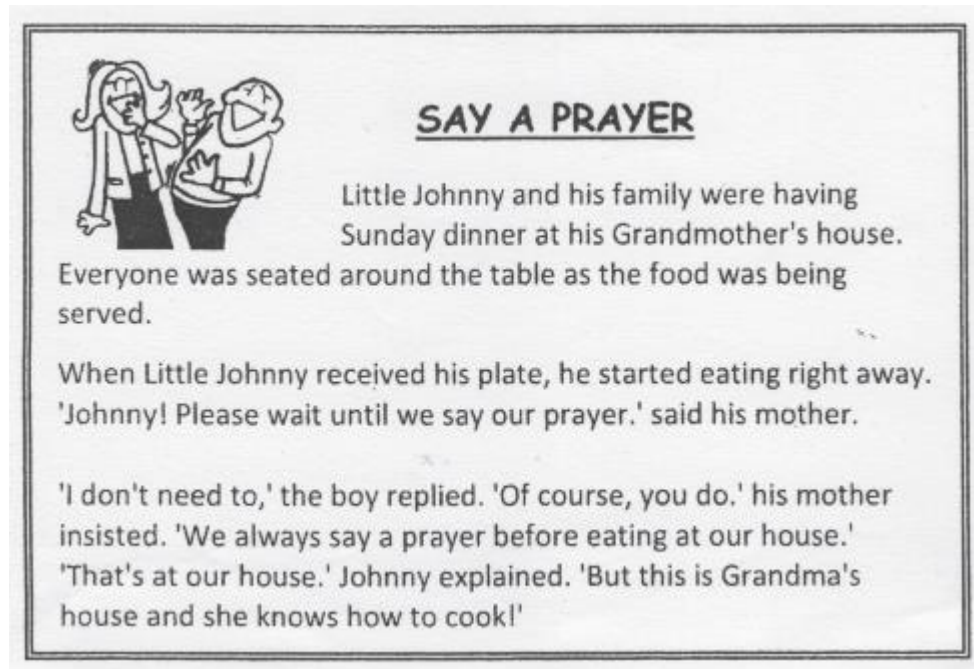 SAY A PRAYER
Little Johnny and his family were having
Sunday dinner at his Grandmother's house.
Everyone was seated around the table as the food was being
served.
When Little Johnny received his plate, he started eating right away.
'Johnny! Please wait until we say our prayer.' said his mother.
'I don't need to,' the boy replied. 'Of course, you do.' his mother
insisted. 'We always say a prayer before eating at our house.'
'That's at our house.' Johnny explained. 'But this is Grandma's
house and she knows how to cook!'